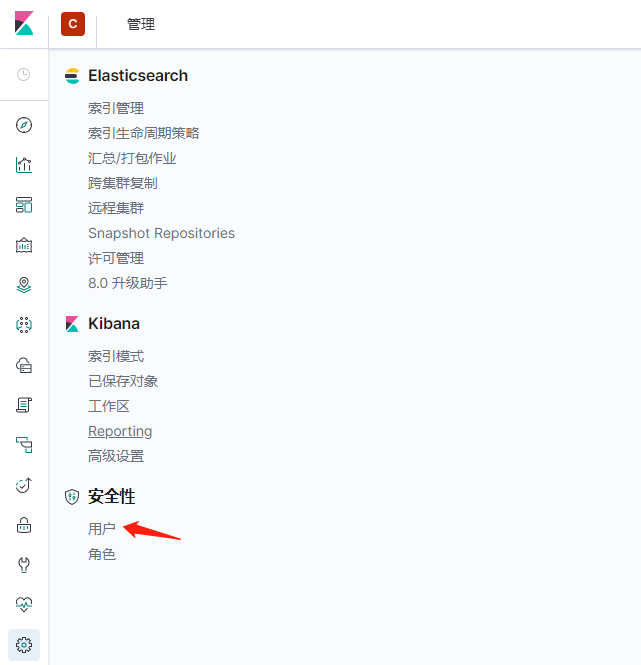 C
管理
Elasticsearch
索引管理
索引生命周期策略
汇总/打包作业
跨集群复制
远程集群
Snapshot Repositories
许可管理
8.0 升级助手
Kibana
索引模式
已保存对象
工作区
Reporting
高级设置
安全性
用户
角色